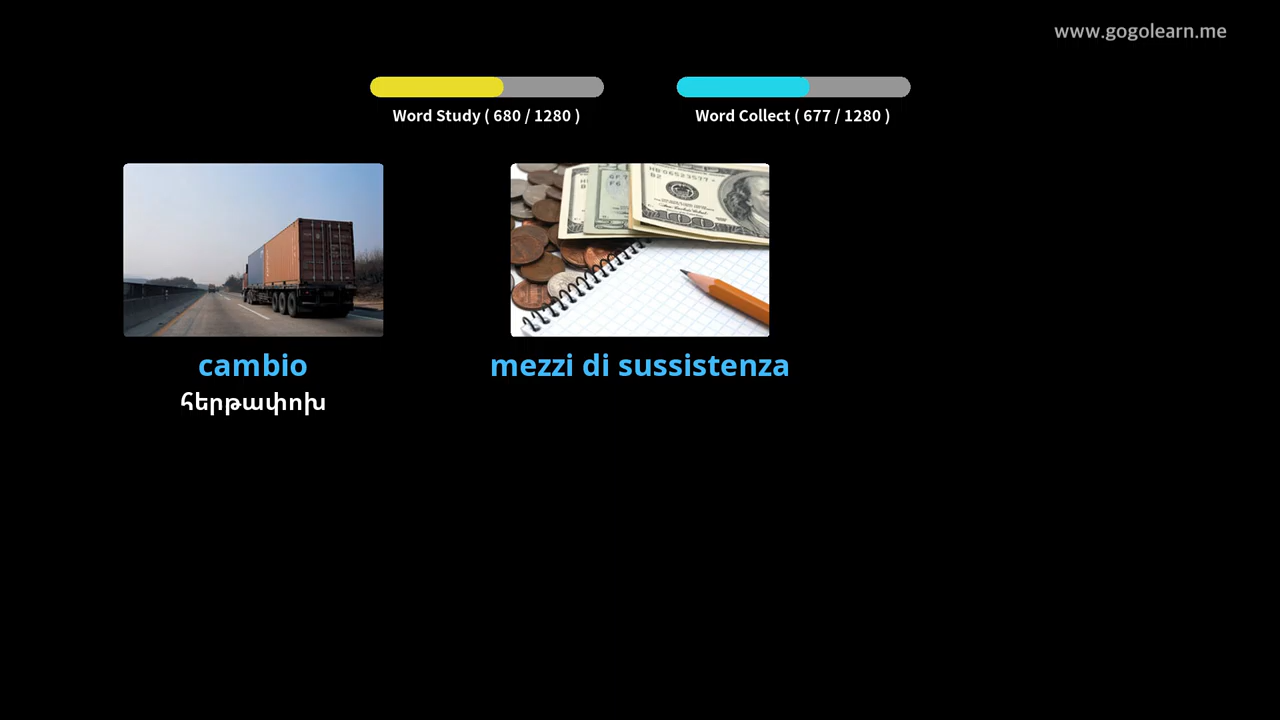 www.gogolearn.me
Word Study ( 680 / 1280 )
Word Collect ( 677 / 1280 )
cambio
հերթափոխ
mezzi di sussistenza